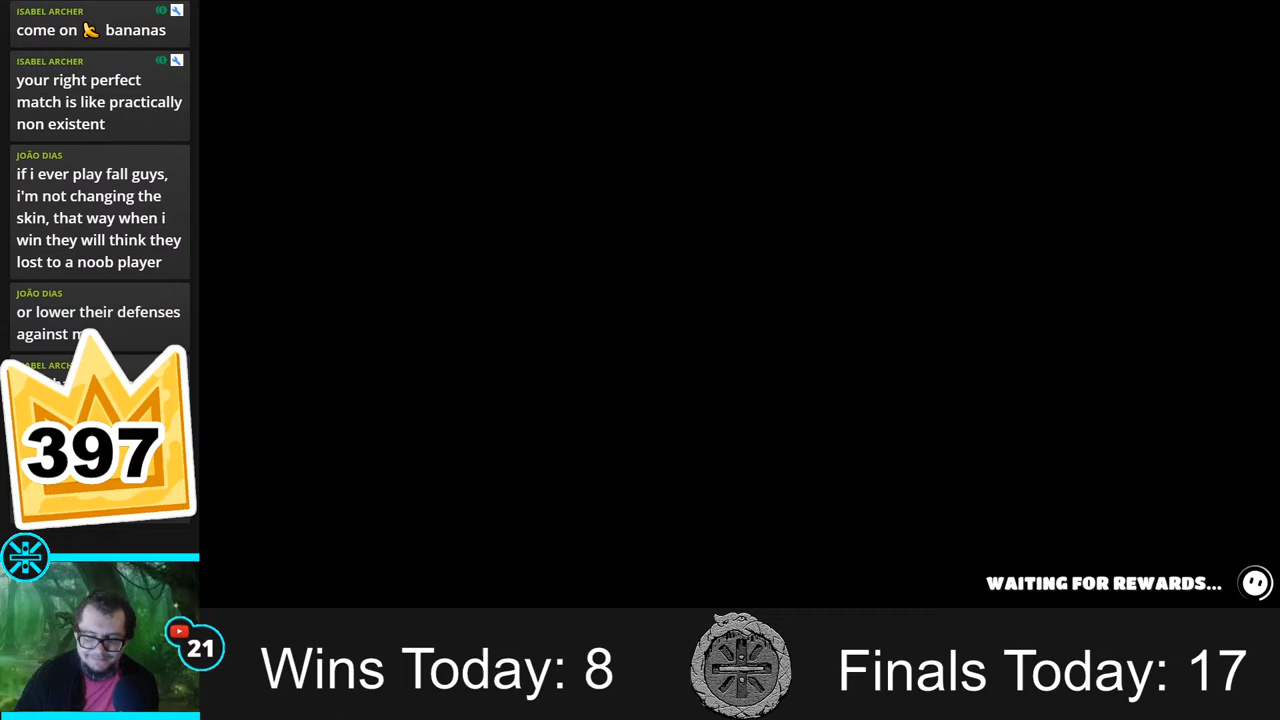 ISABEL ARCHER
come on 🍌 bananas
ISABEL ARCHER
your right perfect
match is like practically
non existent
JOÃO DIAS
if i ever play fall guys,
i'm not changing the
skin, that way when i
win they will think they
lost to a noob player
JOÃO DIAS
or lower their defenses
against
397
WAITING FOR REWARDS...
21
Wins Today: 8
Finals Today: 17